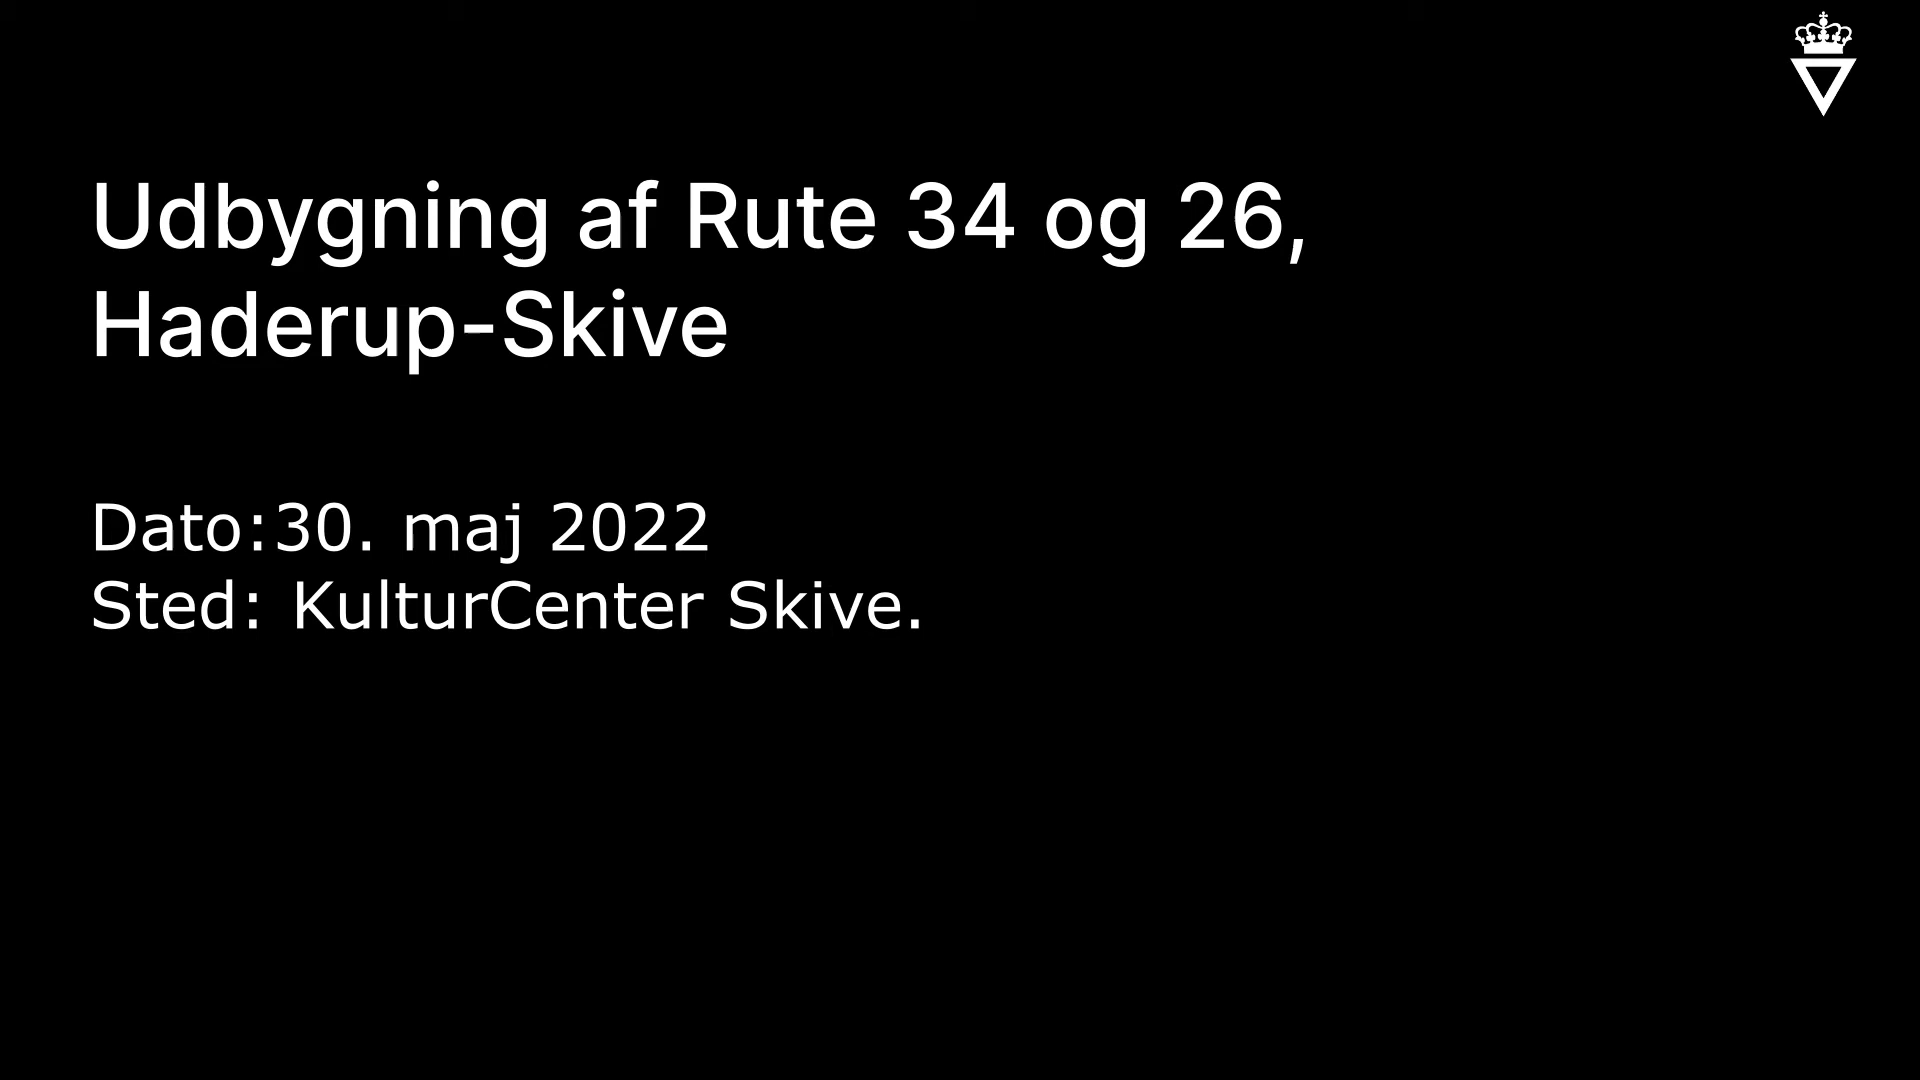 Udbygning af Rute 34 og 26,
Haderup-Skive
Dato:30. maj 2022
Sted: KulturCenter Skive.